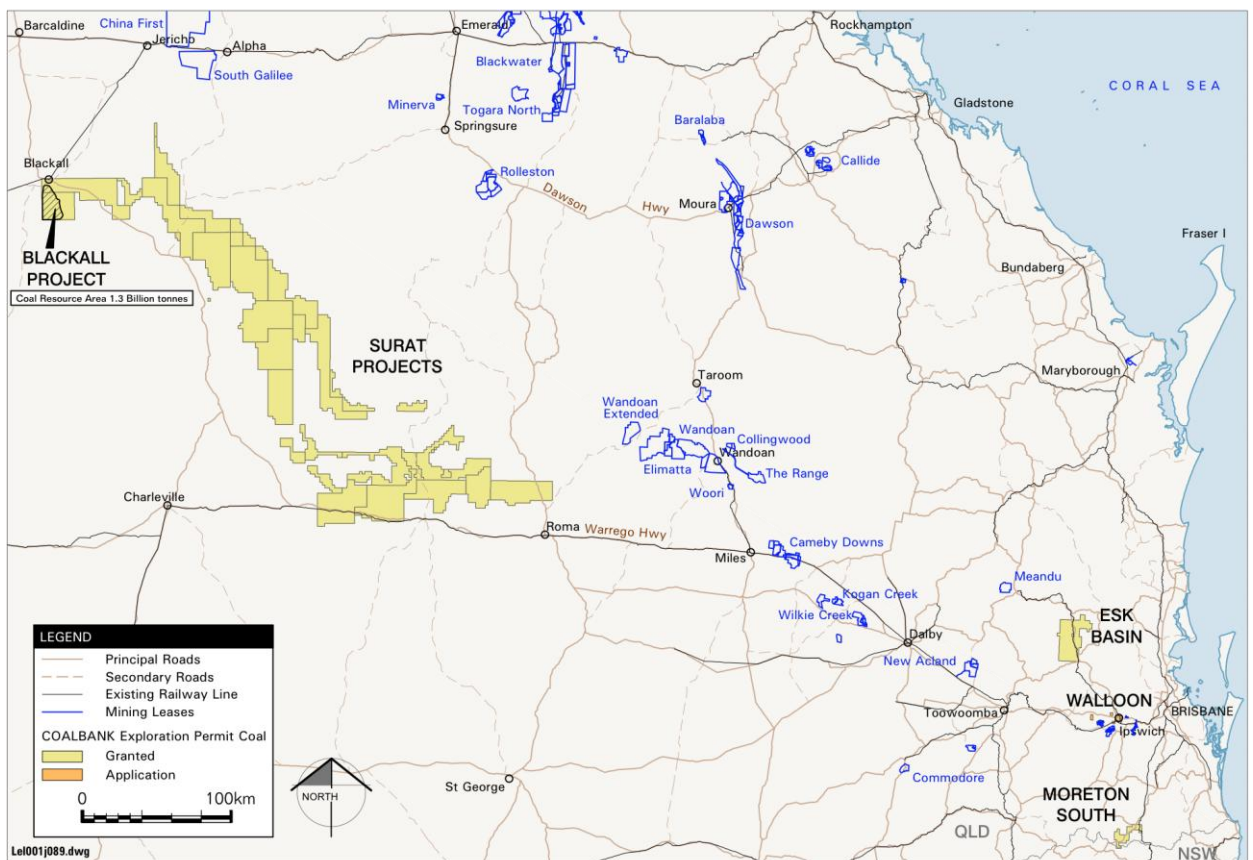 China First
Barcaldine
Jericho
Alpha
South Galilee
Emerald
Blackwater
Rockhampton
CORAL SEA
Minerva
Togara North
Springsure
Gladstone
Baralaba
Callide
Blackall
Rolleston
Dawson
Hwy
Moura
Dawson
BLACKALL
PROJECT
Coal Resource Area 1.3 Billion tonnes
Fraser I
Bundaberg
SURAT
PROJECTS
Taroom
Maryborough
Wandoan
Extended
Wandoan
Collingwood
Wandoan
Elimatta
The Range
Woori
Charleville
Roma
Warrego Hwy
Miles
Cameby Downs
Meandu
Kogan Creek
Wilkie Creek
ESK
BASIN
Dalby
New Acland
WALLOON
Toowoomba
BRISBANE
Ipswich
St George
Commodore
MORETON
SOUTH
QLD
NSW
LEGEND
Principal Roads
Secondary Roads
Existing Railway Line
Mining Leases
COALBANK Exploration Permit Coal
Granted
Application
0
100km
NORTH
Lel001j089.dwg